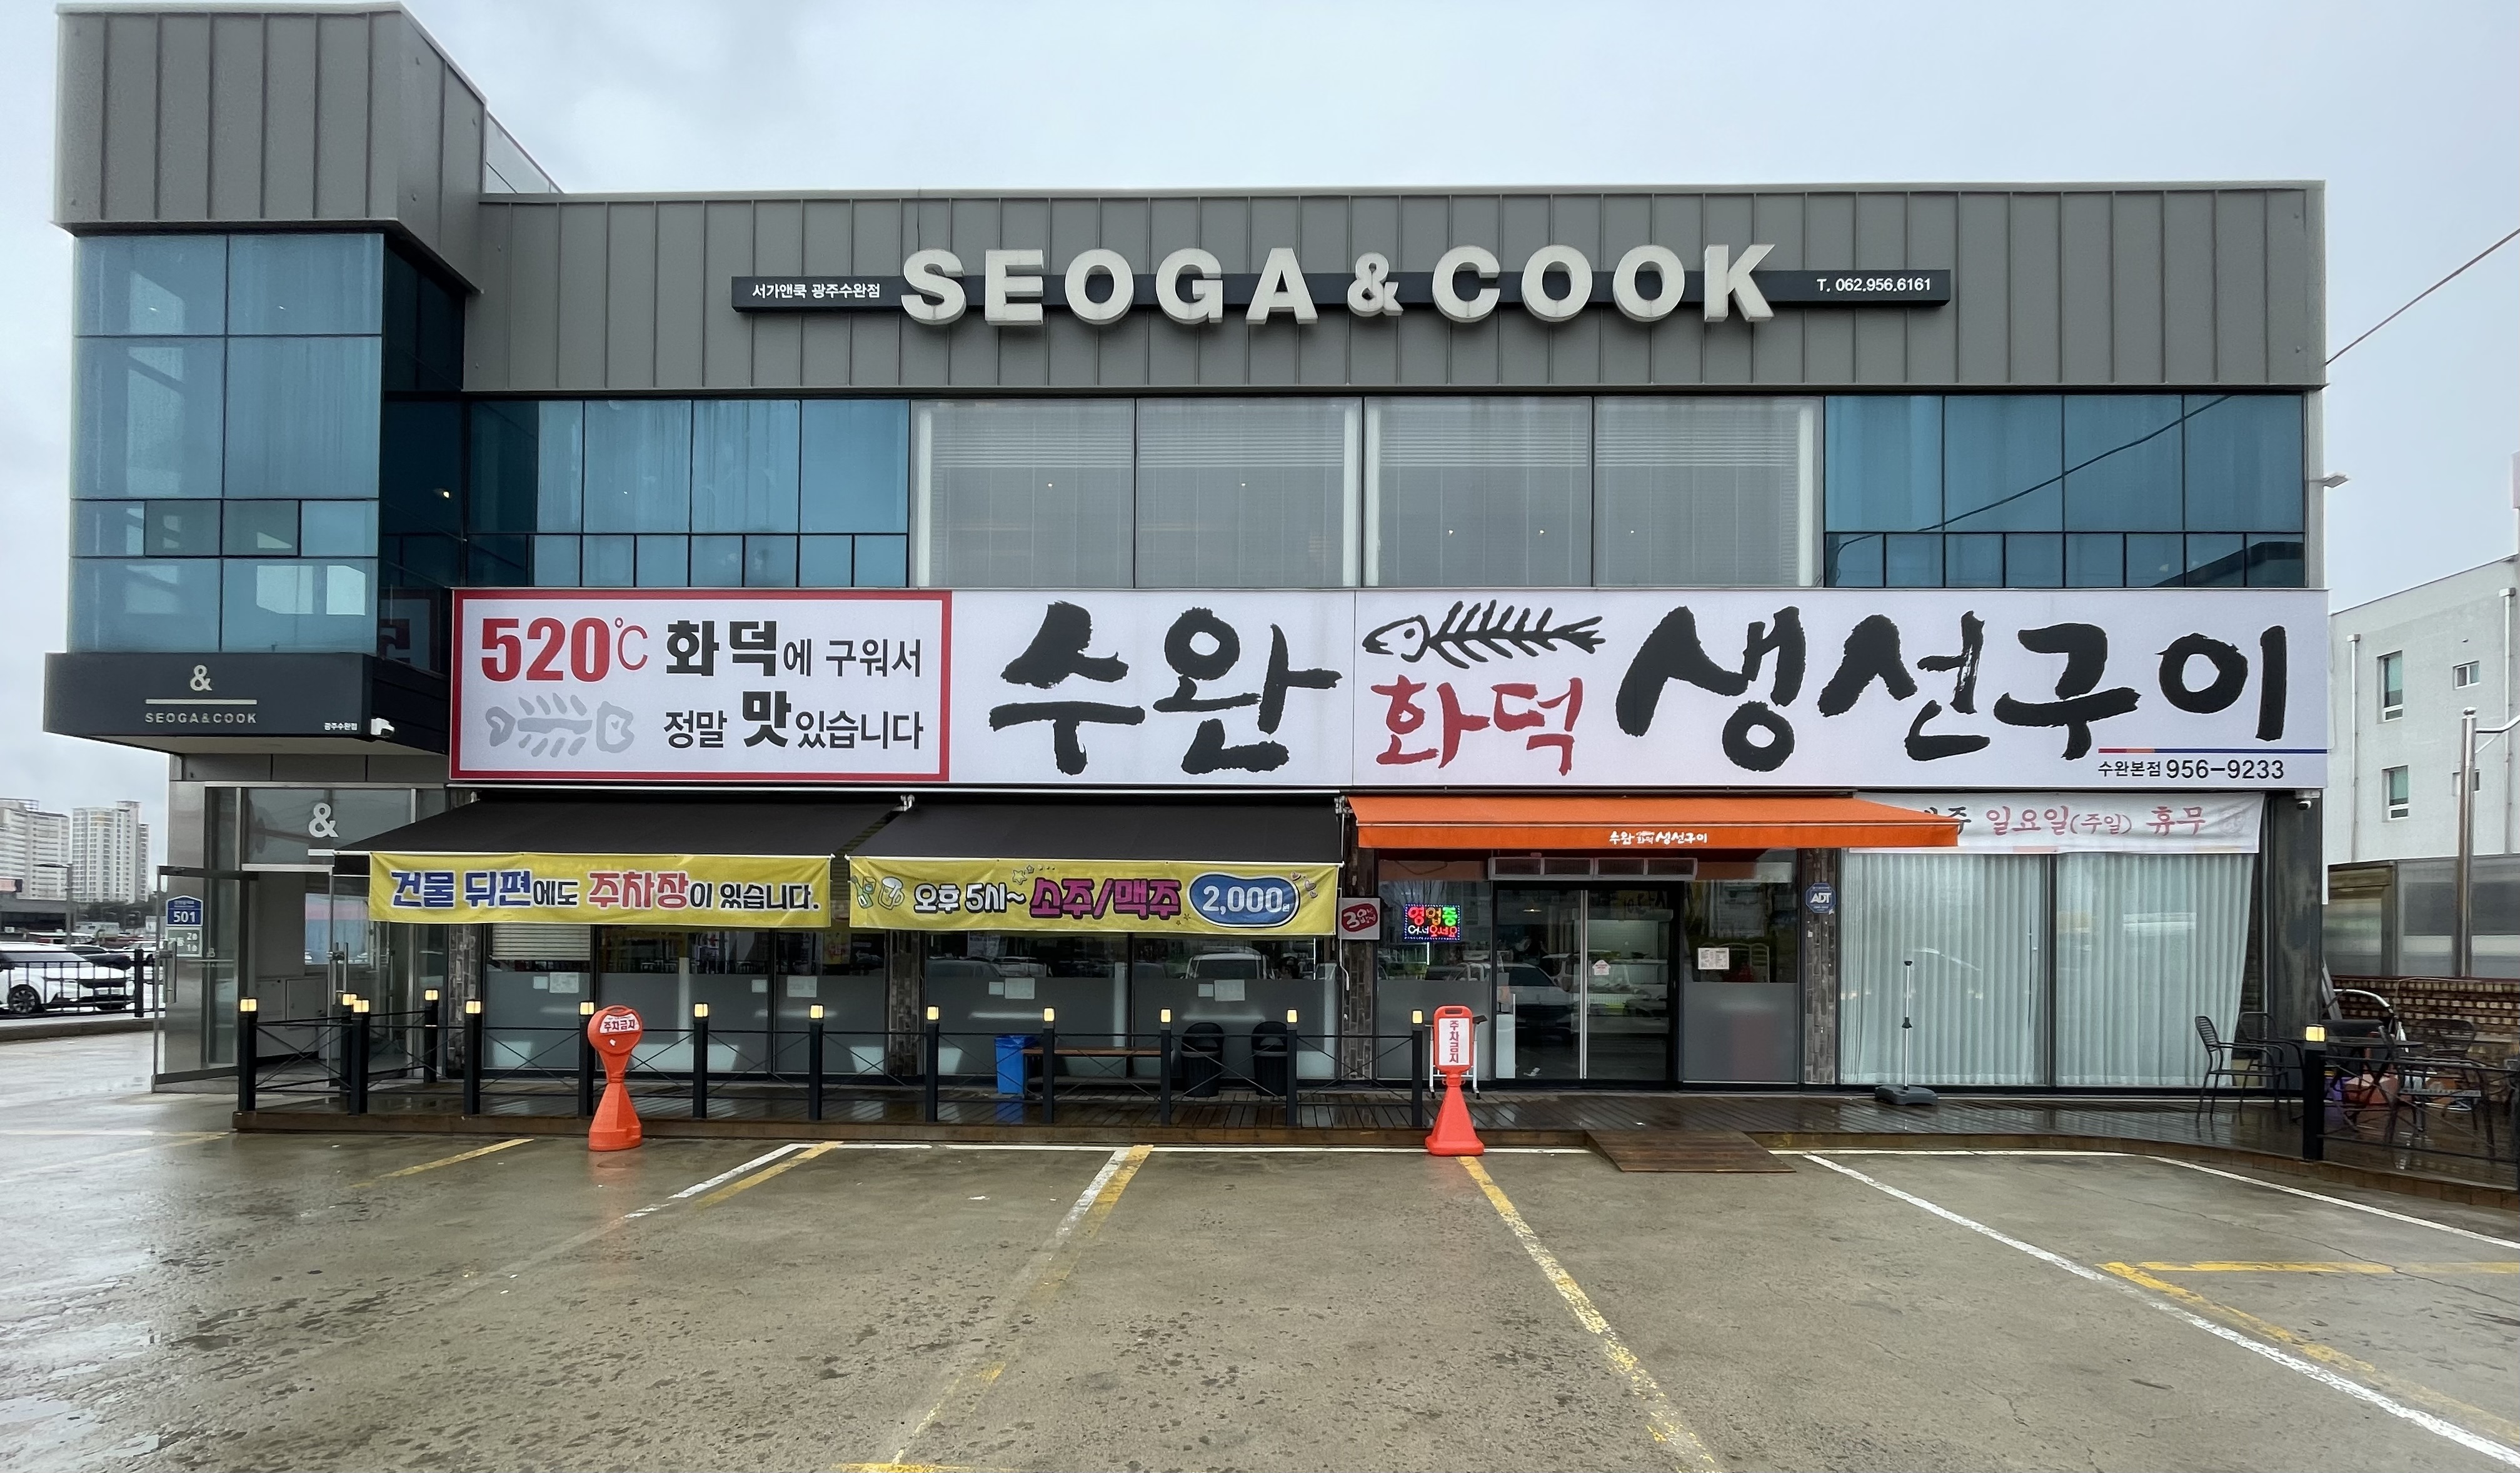 서가앤쿡 광주수완점
SEOGA & COOK
T. 062.956.6161
520℃ 화덕에 구워서
정말 맛있습니다
수완
화덕
생선구이
수완본점 956-9233
&
SEOGA & COOK
광주수완점
&
수완 화덕 생선구이
일요일(주일) 휴무
건물 뒤편에도 주차장이 있습니다.
오후 5시~ 소주/맥주 2,000원
501
영업중
어서오세요
ADT
주차금지
주차금지